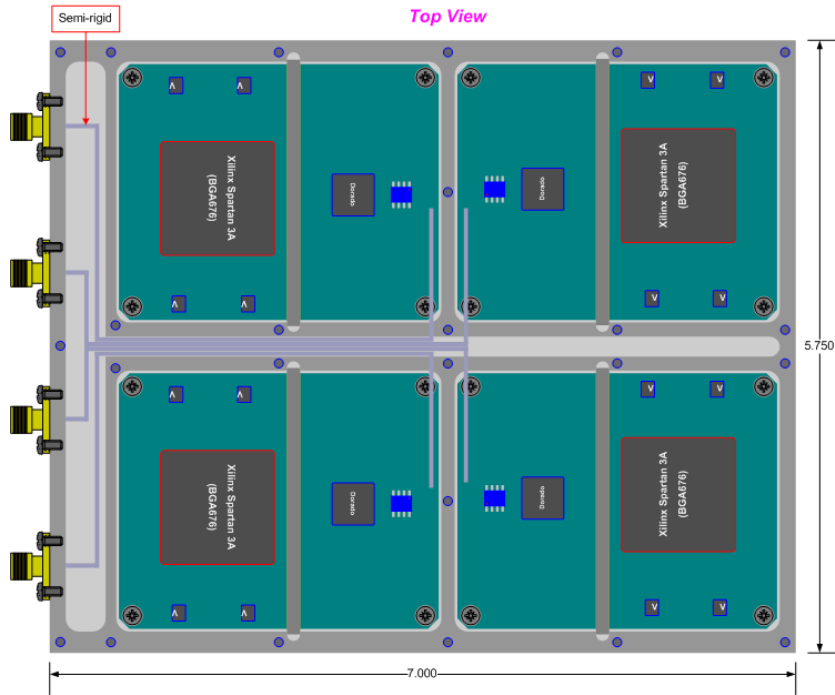 Top View
Semi-rigid
Xilinx Spartan 3A
(BGA676)
Dorado
Dorado
Xilinx Spartan 3A
(BGA676)
5.750
Xilinx Spartan 3A
(BGA676)
Dorado
Dorado
Xilinx Spartan 3A
(BGA676)
7.000